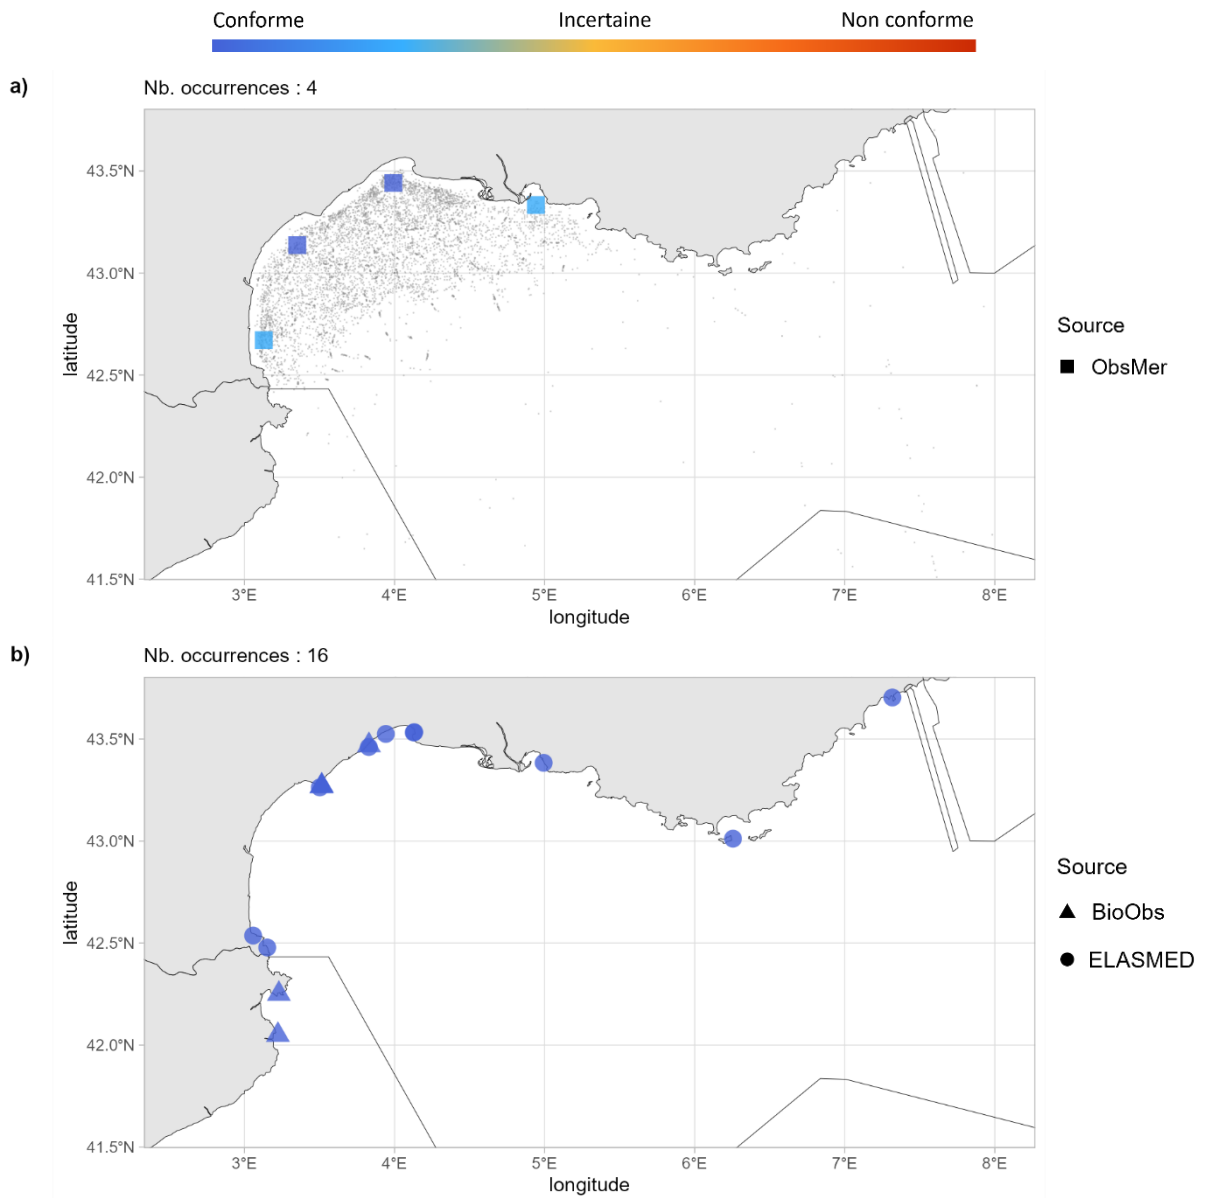 Conforme Incertaine Non conforme
a)
Nb. occurrences : 4
43.5°N
43.0°N
42.5°N
42.0°N
41.5°N
latitude
3°E 4°E 5°E 6°E 7°E 8°E
longitude
Source
ObsMer
b)
Nb. occurrences : 16
43.5°N
43.0°N
42.5°N
42.0°N
41.5°N
latitude
3°E 4°E 5°E 6°E 7°E 8°E
longitude
Source
BioObs
ELASMED